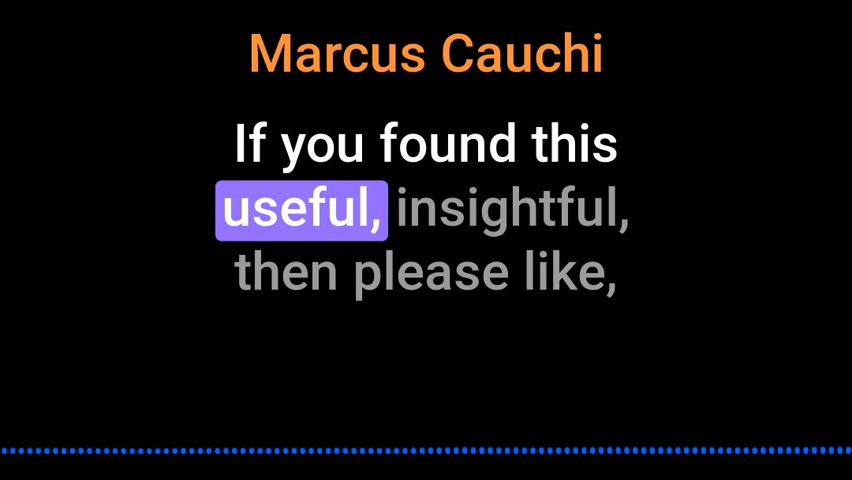 Marcus Cauchi
If you found this
useful, insightful,
then please like,